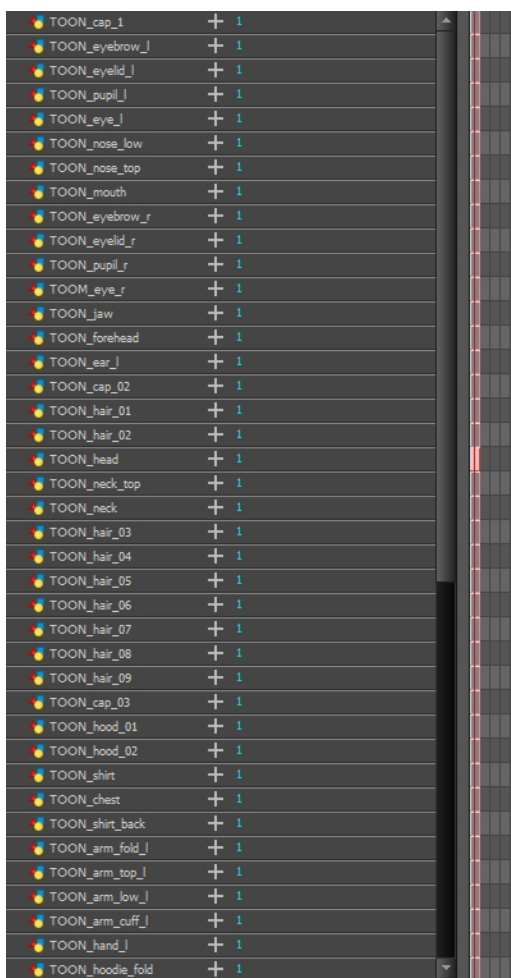 TOON_cap_1 1
TOON_eyebrow_l 1
TOON_eyelid_l 1
TOON_pupil_l 1
TOON_eye_l 1
TOON_nose_low 1
TOON_nose_top 1
TOON_mouth 1
TOON_eyebrow_r 1
TOON_eyelid_r 1
TOON_pupil_r 1
TOOM_eye_r 1
TOON_jaw 1
TOON_forehead 1
TOON_ear_l 1
TOON_cap_02 1
TOON_hair_01 1
TOON_hair_02 1
TOON_head 1
TOON_neck_top 1
TOON_neck 1
TOON_hair_03 1
TOON_hair_04 1
TOON_hair_05 1
TOON_hair_06 1
TOON_hair_07 1
TOON_hair_08 1
TOON_hair_09 1
TOON_cap_03 1
TOON_hood_01 1
TOON_hood_02 1
TOON_shirt 1
TOON_chest 1
TOON_shirt_back 1
TOON_arm_fold_l 1
TOON_arm_top_l 1
TOON_arm_low_l 1
TOON_arm_cuff_l 1
TOON_hand_l 1
TOON_hoodie_fold 1